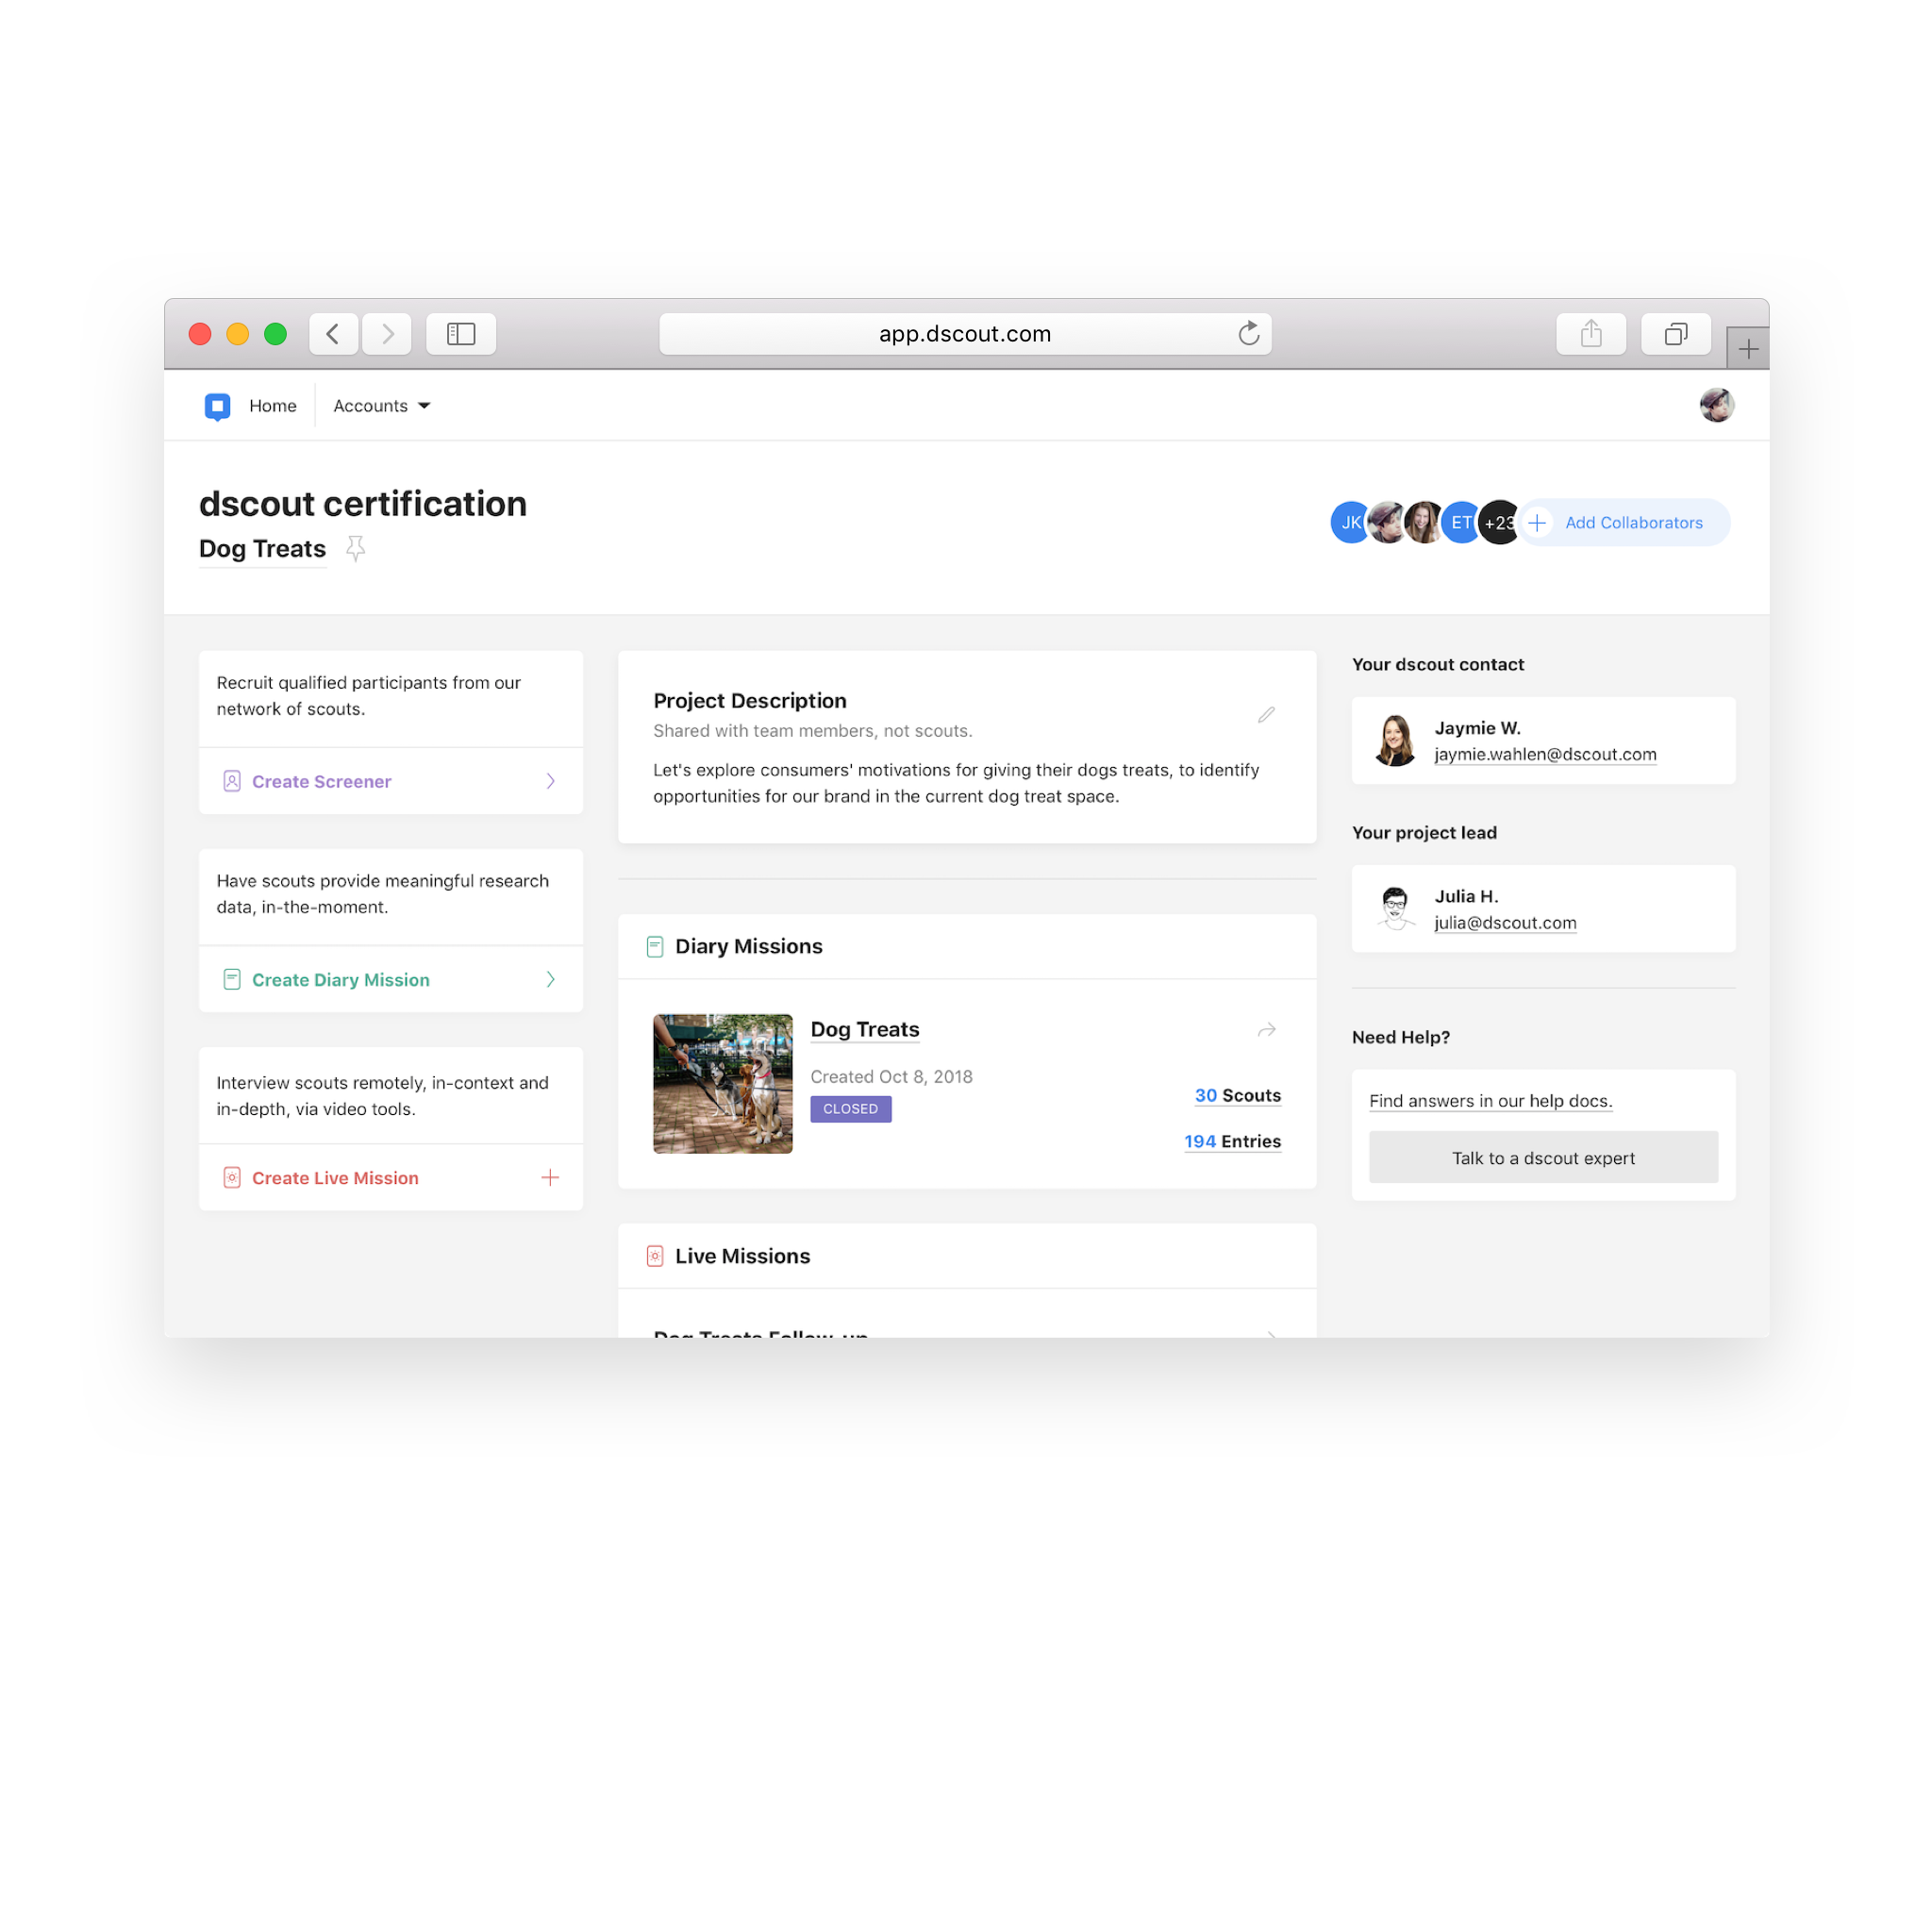 app.dscout.com
Home
Accounts
dscout certification
Dog Treats
JK
ET
+23
Add Collaborators
Recruit qualified participants from our
network of scouts.
Create Screener
Have scouts provide meaningful research
data, in-the-moment.
Create Diary Mission
Interview scouts remotely, in-context and
in-depth, via video tools.
Create Live Mission
Project Description
Shared with team members, not scouts.
Let's explore consumers' motivations for giving their dogs treats, to identify
opportunities for our brand in the current dog treat space.
Diary Missions
Dog Treats
Created Oct 8, 2018
CLOSED
30 Scouts
194 Entries
Live Missions
Dog Treats Follow-up
Your dscout contact
Jaymie W.
jaymie.wahlen@dscout.com
Your project lead
Julia H.
julia@dscout.com
Need Help?
Find answers in our help docs.
Talk to a dscout expert